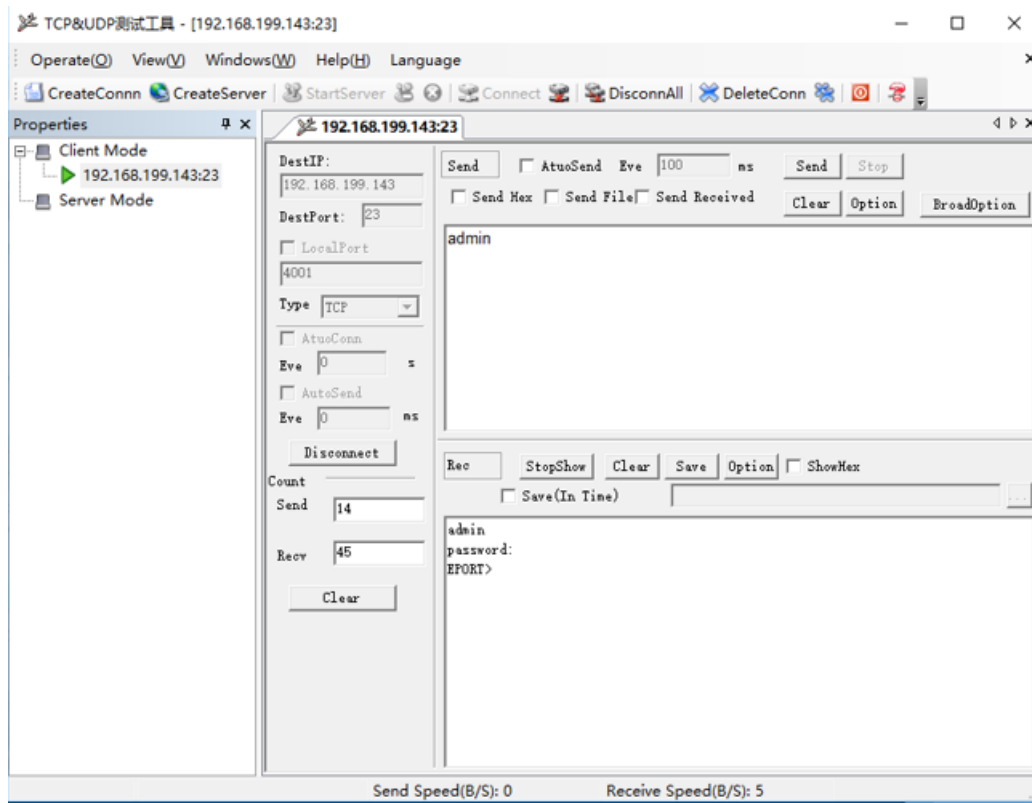 TCP&UDP测试工具 - [192.168.199.143:23]
Operate(O) View(V) Windows(W) Help(H) Language
CreateConnn CreateServer StartServer Connect DisconnAll DeleteConn
Properties
192.168.199.143:23
Client Mode
192.168.199.143:23
Server Mode
DestIP:
192.168.199.143
DestPort: 23
LocalPort
4001
Type TCP
AtuoConn
Eve 0 s
AutoSend
Eve 0 ms
Disconnect
Count
Send 14
Recv 45
Clear
Send AtuoSend Eve 100 ms Send Stop
Send Hex Send File Send Received Clear Option BroadOption
admin
Rec StopShow Clear Save Option ShowHex
Save(In Time) ...
admin
password:
EPORT>
Send Speed(B/S): 0 Receive Speed(B/S): 5